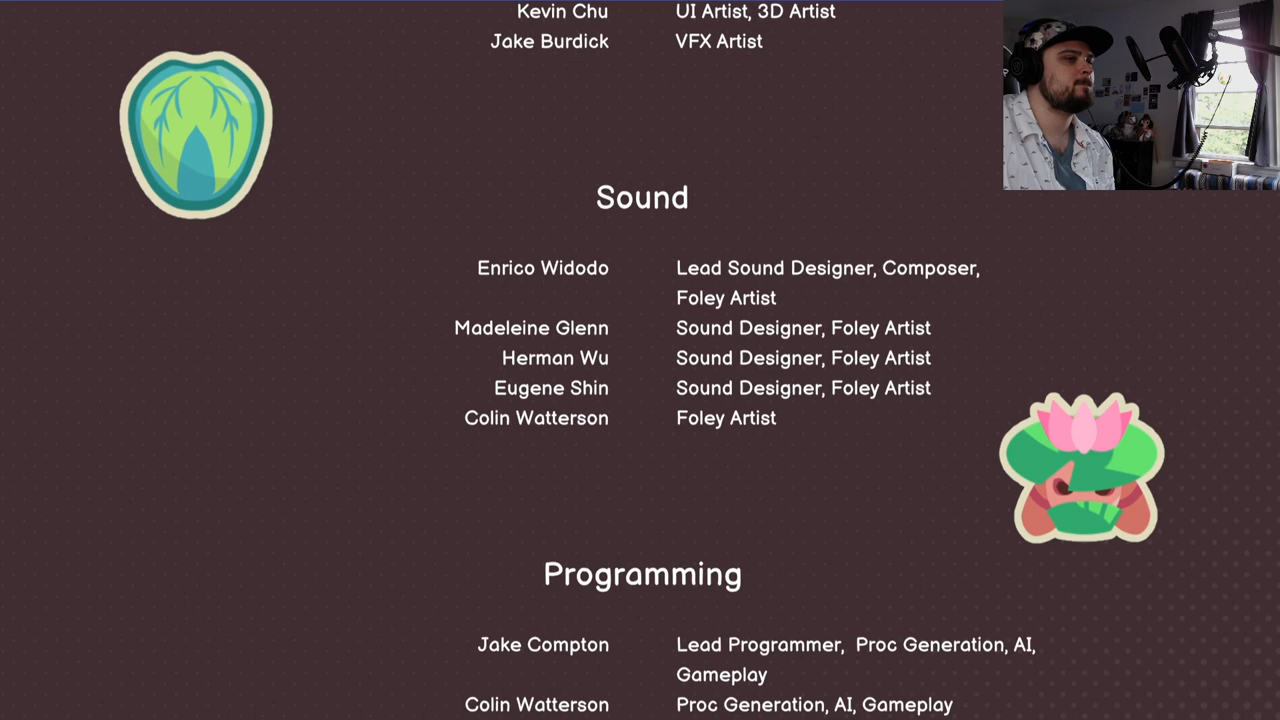 Kevin Chu UI Artist, 3D Artist
Jake Burdick VFX Artist
Sound
Enrico Widodo Lead Sound Designer, Composer,
Foley Artist
Madeleine Glenn Sound Designer, Foley Artist
Herman Wu Sound Designer, Foley Artist
Eugene Shin Sound Designer, Foley Artist
Colin Watterson Foley Artist
Programming
Jake Compton Lead Programmer, Proc Generation, AI,
Gameplay
Colin Watterson Proc Generation, AI, Gameplay